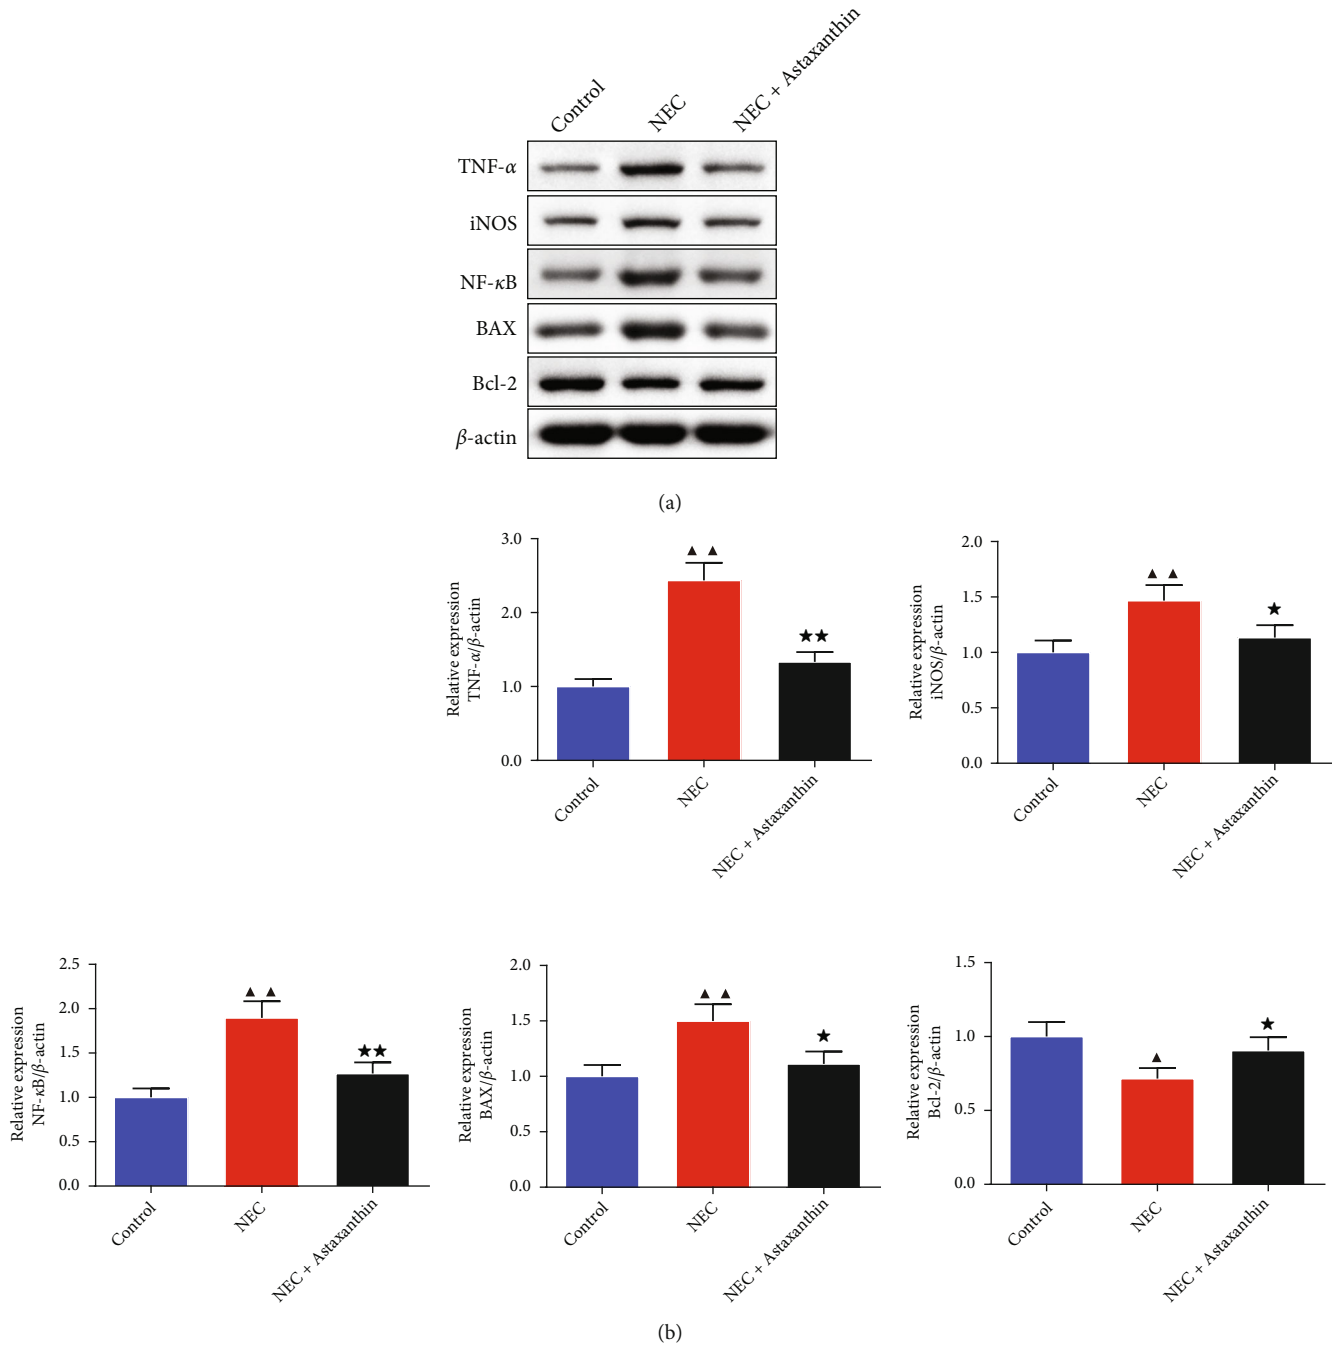 Control
NEC
NEC + Astaxanthin
TNF-α
iNOS
NF-κB
BAX
Bcl-2
β-actin
(a)
Relative expression
TNF-α/β-actin
3.0
2.0
1.0
0.0
▲ ▲
★★
Control
NEC
NEC + Astaxanthin
Relative expression
iNOS/β-actin
2.0
1.5
1.0
0.5
0.0
▲ ▲
★
Control
NEC
NEC + Astaxanthin
Relative expression
NF-κB/β-actin
2.5
2.0
1.5
1.0
0.5
0.0
▲ ▲
★★
Control
NEC
NEC + Astaxanthin
Relative expression
BAX/β-actin
2.0
1.5
1.0
0.5
0.0
▲ ▲
★
Control
NEC
NEC + Astaxanthin
Relative expression
Bcl-2/β-actin
1.5
1.0
0.5
0.0
▲
★
Control
NEC
NEC + Astaxanthin
(b)